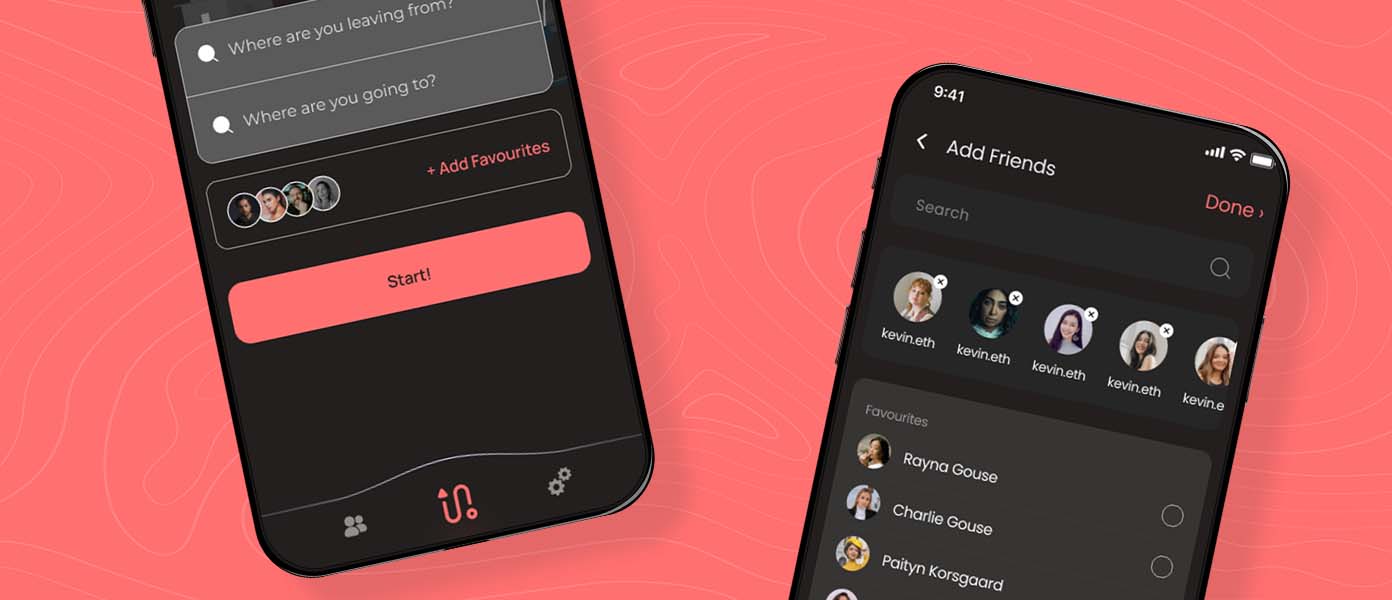 Where are you leaving from?
Where are you going to?
+ Add Favourites
Start!
9:41
Add Friends
Done ›
Search
kevin.eth
kevin.eth
kevin.eth
kevin.eth
kevin.e
Favourites
Rayna Gouse
Charlie Gouse
Paityn Korsgaard